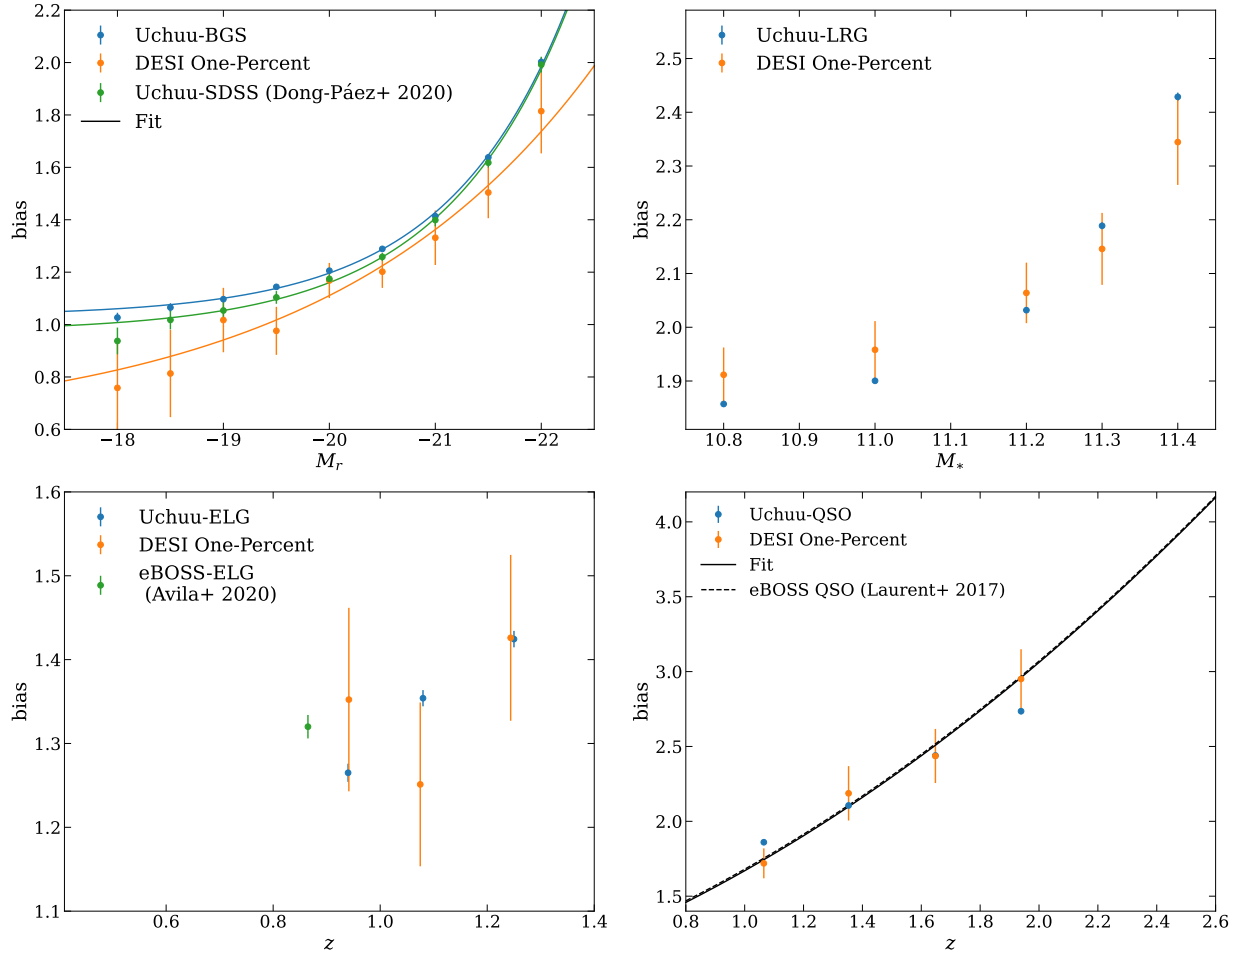 2.2
2.0
1.8
1.6
1.4
1.2
1.0
0.8
0.6
bias
Uchuu-BGS
DESI One-Percent
Uchuu-SDSS (Dong-Páez+ 2020)
Fit
−18
−19
−20
−21
−22
M_r
2.5
2.4
2.3
2.2
2.1
2.0
1.9
bias
Uchuu-LRG
DESI One-Percent
10.8
10.9
11.0
11.1
11.2
11.3
11.4
M_*
1.6
1.5
1.4
1.3
1.2
1.1
bias
Uchuu-ELG
DESI One-Percent
eBOSS-ELG
(Avila+ 2020)
0.6
0.8
1.0
1.2
1.4
z
4.0
3.5
3.0
2.5
2.0
1.5
bias
Uchuu-QSO
DESI One-Percent
Fit
eBOSS QSO (Laurent+ 2017)
0.8
1.0
1.2
1.4
1.6
1.8
2.0
2.2
2.4
2.6
z